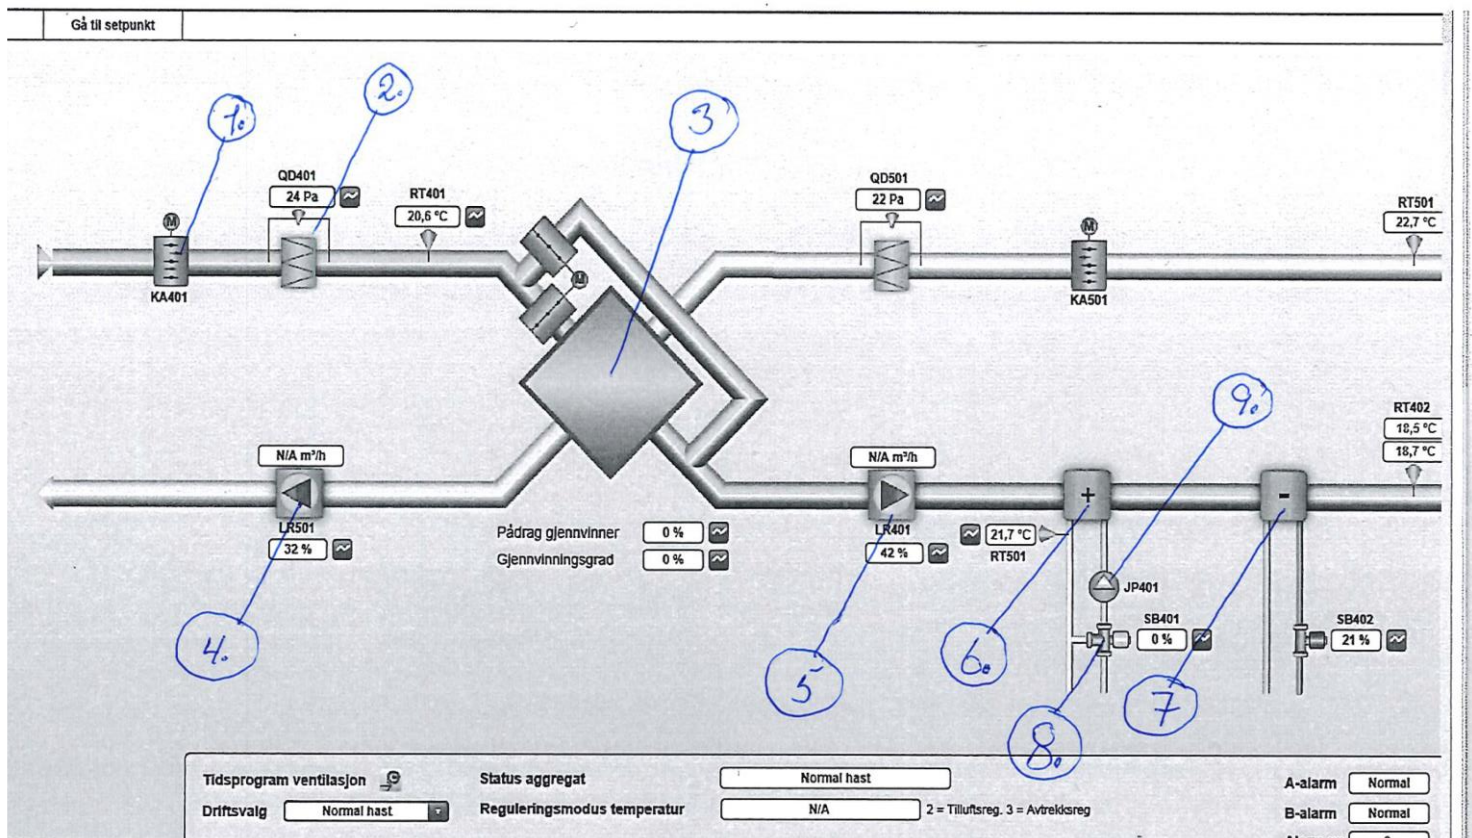 Gå til setpunkt
1.
2.
3
QD401
24 Pa
RT401
20,6 °C
QD501
22 Pa
RT501
22,7 °C
M
M
M
KA401
KA501
9.
RT402
18,5 °C
18,7 °C
N/A m³/h
N/A m³/h
+
-
LR501
32 %
Pådrag gjennvinner 0 %
Gjennvinningsgrad 0 %
LR401
42 %
21,7 °C
RT501
JP401
SB401
0 %
SB402
21 %
4.
5
6.
7
8.
Tidsprogram ventilasjon
Status aggregat Normal hast
A-alarm Normal
Driftsvalg Normal hast
Reguleringsmodus temperatur N/A 2 = Tilluftsreg. 3 = Avtrekksreg
B-alarm Normal